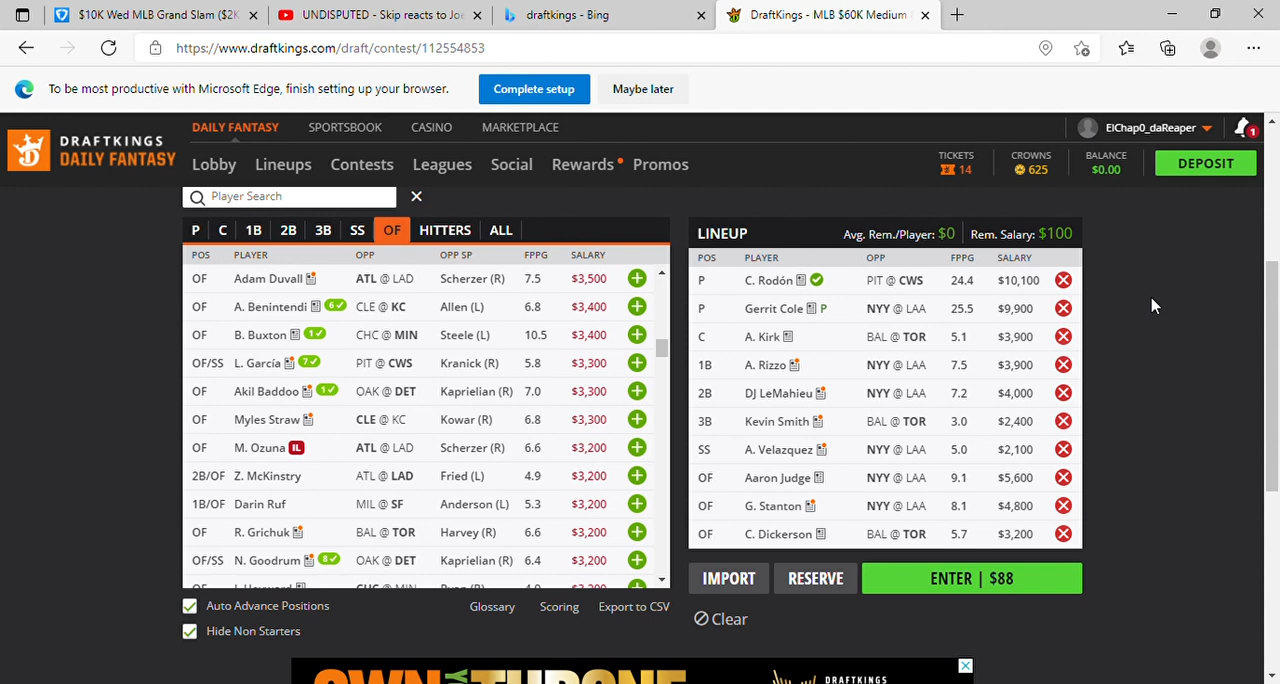 $10K Wed MLB Grand Slam ($2K
UNDISPUTED - Skip reacts to Joe
draftkings - Bing
DraftKings - MLB $60K Medium
https://www.draftkings.com/draft/contest/112554853
To be most productive with Microsoft Edge, finish setting up your browser.
Complete setup
Maybe later
DRAFTKINGS
DAILY FANTASY
DAILY FANTASY SPORTSBOOK CASINO MARKETPLACE
ElChap0_daReaper
1
Lobby Lineups Contests Leagues Social Rewards Promos
TICKETS 14
CROWNS 625
BALANCE $0.00
DEPOSIT
Player Search
P C 1B 2B 3B SS OF HITTERS ALL
POS PLAYER OPP OPP SP FPPG SALARY
OF Adam Duvall ATL @ LAD Scherzer (R) 7.5 $3,500
OF A. Benintendi 6 CLE @ KC Allen (L) 6.8 $3,400
OF B. Buxton 1 CHC @ MIN Steele (L) 10.5 $3,400
OF/SS L. García 7 PIT @ CWS Kranick (R) 5.8 $3,300
OF Akil Baddoo 1 OAK @ DET Kaprielian (R) 7.0 $3,300
OF Myles Straw CLE @ KC Kowar (R) 6.8 $3,300
OF M. Ozuna IL ATL @ LAD Scherzer (R) 6.6 $3,200
2B/OF Z. McKinstry ATL @ LAD Fried (L) 4.9 $3,200
1B/OF Darin Ruf MIL @ SF Anderson (L) 5.3 $3,200
OF R. Grichuk BAL @ TOR Harvey (R) 6.6 $3,200
OF/SS N. Goodrum 8 OAK @ DET Kaprielian (R) 6.4 $3,200
Auto Advance Positions
Glossary Scoring Export to CSV
Hide Non Starters
LINEUP Avg. Rem./Player: $0 Rem. Salary: $100
POS PLAYER OPP FPPG SALARY
P C. Rodón PIT @ CWS 24.4 $10,100
P Gerrit Cole P NYY @ LAA 25.5 $9,900
C A. Kirk BAL @ TOR 5.1 $3,900
1B A. Rizzo NYY @ LAA 7.5 $3,900
2B DJ LeMahieu NYY @ LAA 7.2 $4,000
3B Kevin Smith BAL @ TOR 3.0 $2,400
SS A. Velazquez NYY @ LAA 5.0 $2,100
OF Aaron Judge NYY @ LAA 9.1 $5,600
OF G. Stanton NYY @ LAA 8.1 $4,800
OF C. Dickerson BAL @ TOR 5.7 $3,200
IMPORT RESERVE ENTER | $88
Clear
DRAFTKINGS